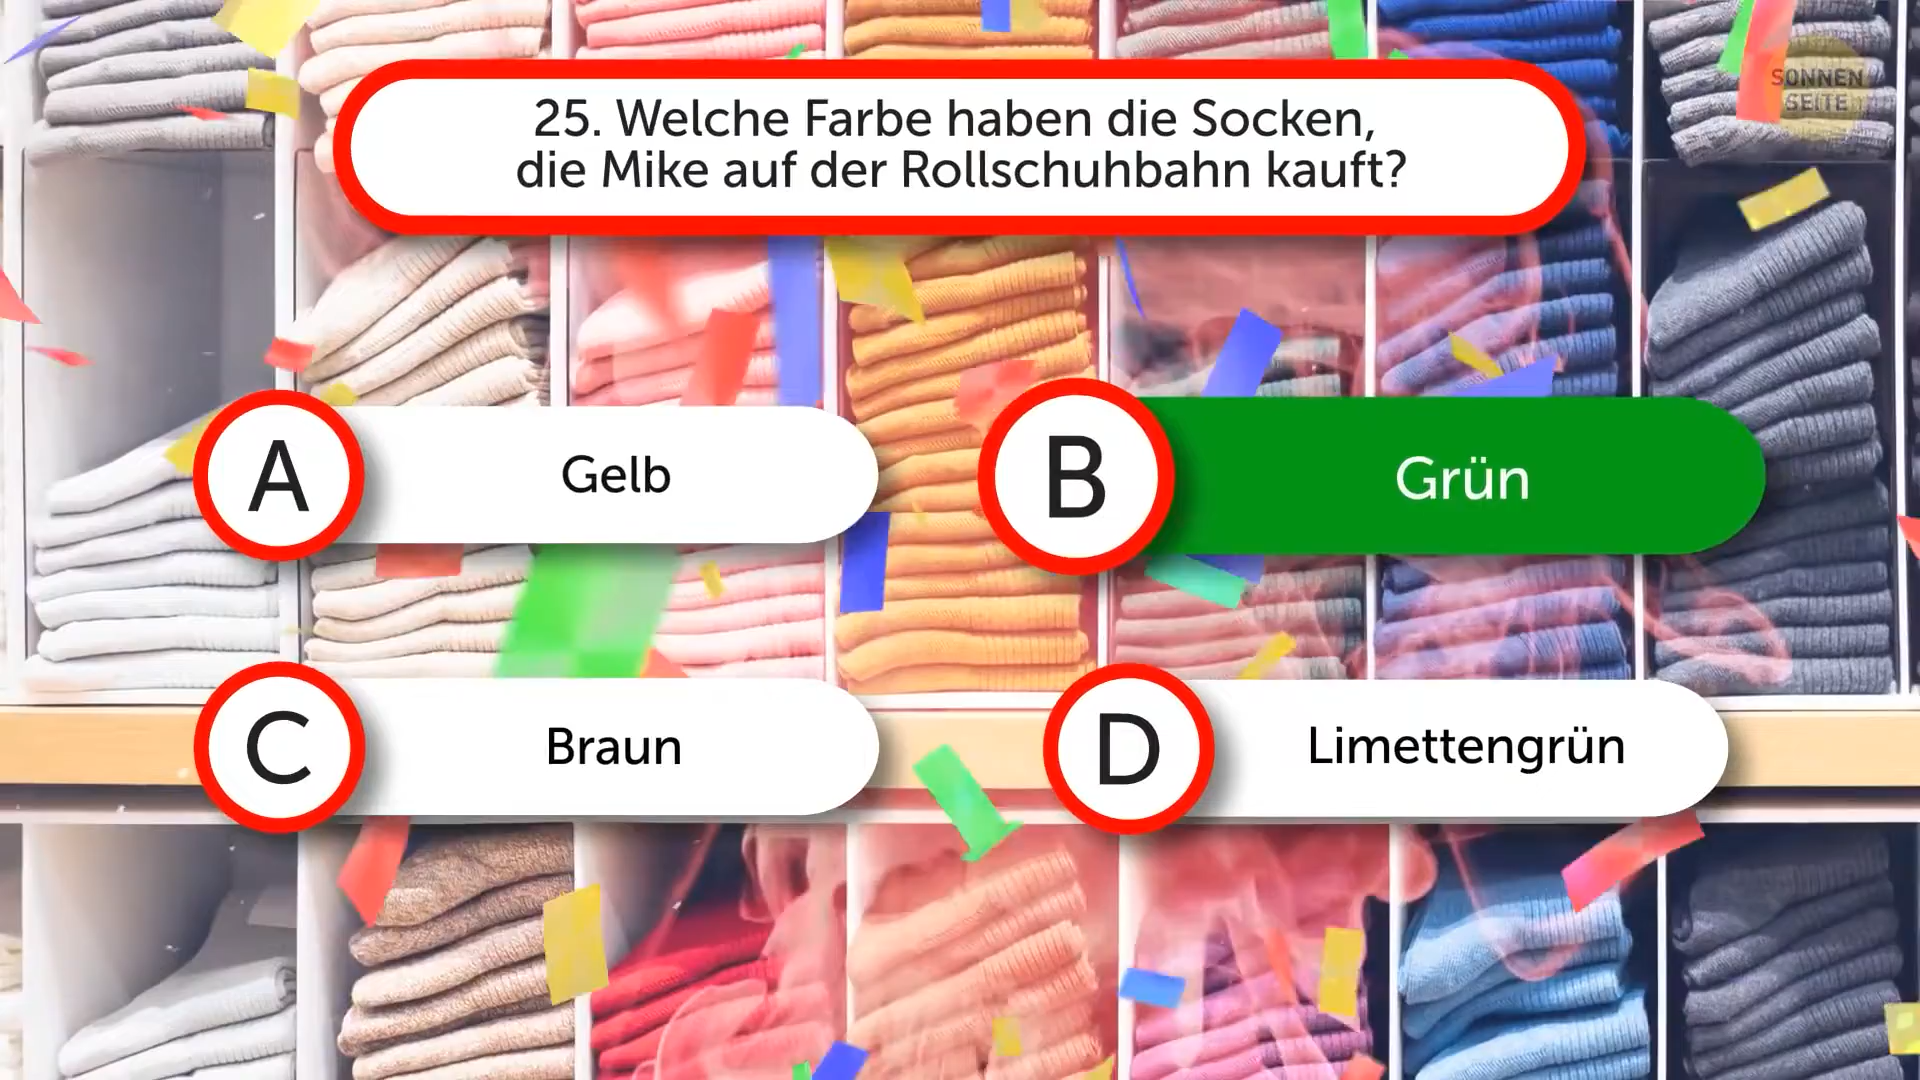 SONNEN
SEITE
25. Welche Farbe haben die Socken,
die Mike auf der Rollschuhbahn kauft?
A Gelb
B Grün
C Braun
D Limettengrün